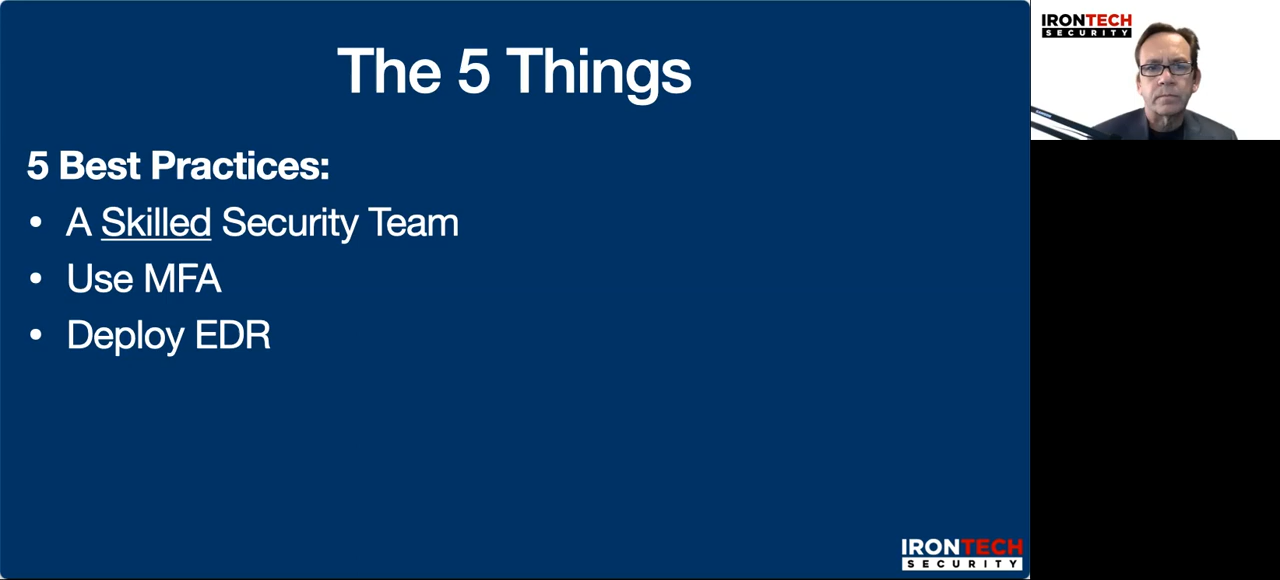 The 5 Things
5 Best Practices:
• A Skilled Security Team
• Use MFA
• Deploy EDR
IRONTECH
SECURITY
IRONTECH
SECURITY